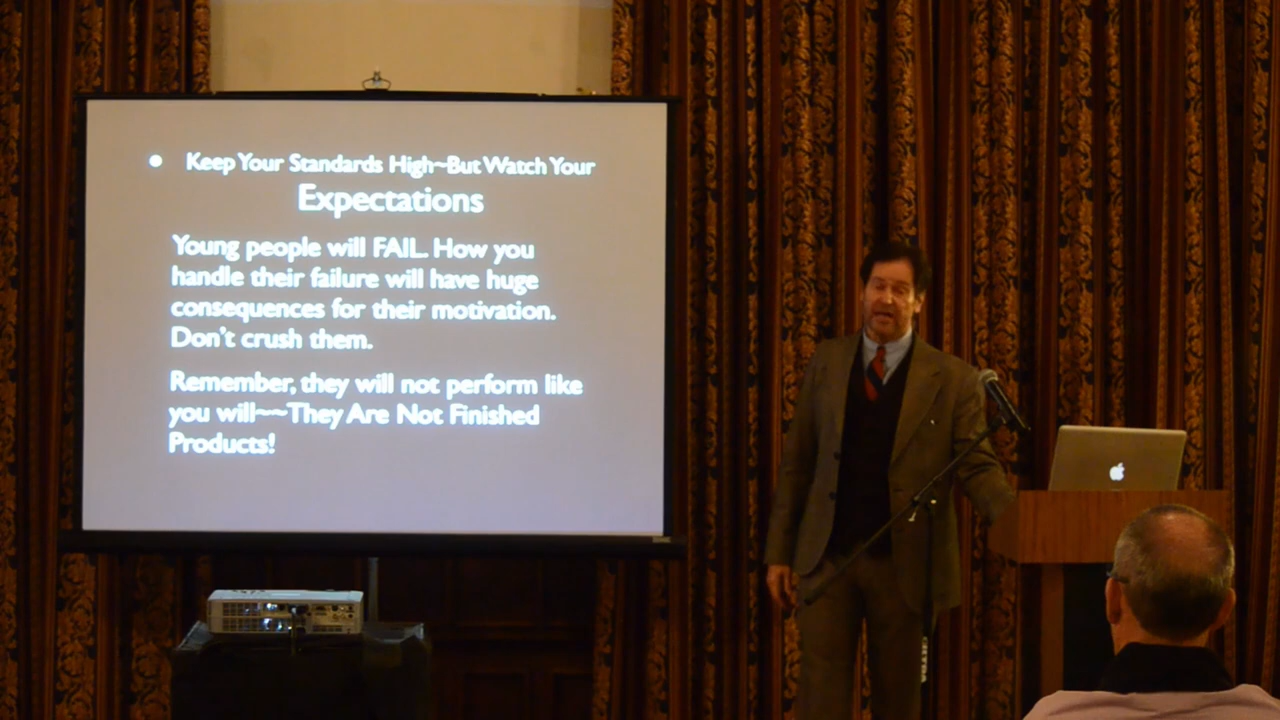 • Keep Your Standards High~But Watch Your
Expectations
Young people will FAIL. How you
handle their failure will have huge
consequences for their motivation.
Don't crush them.
Remember, they will not perform like
you will~~They Are Not Finished
Products!